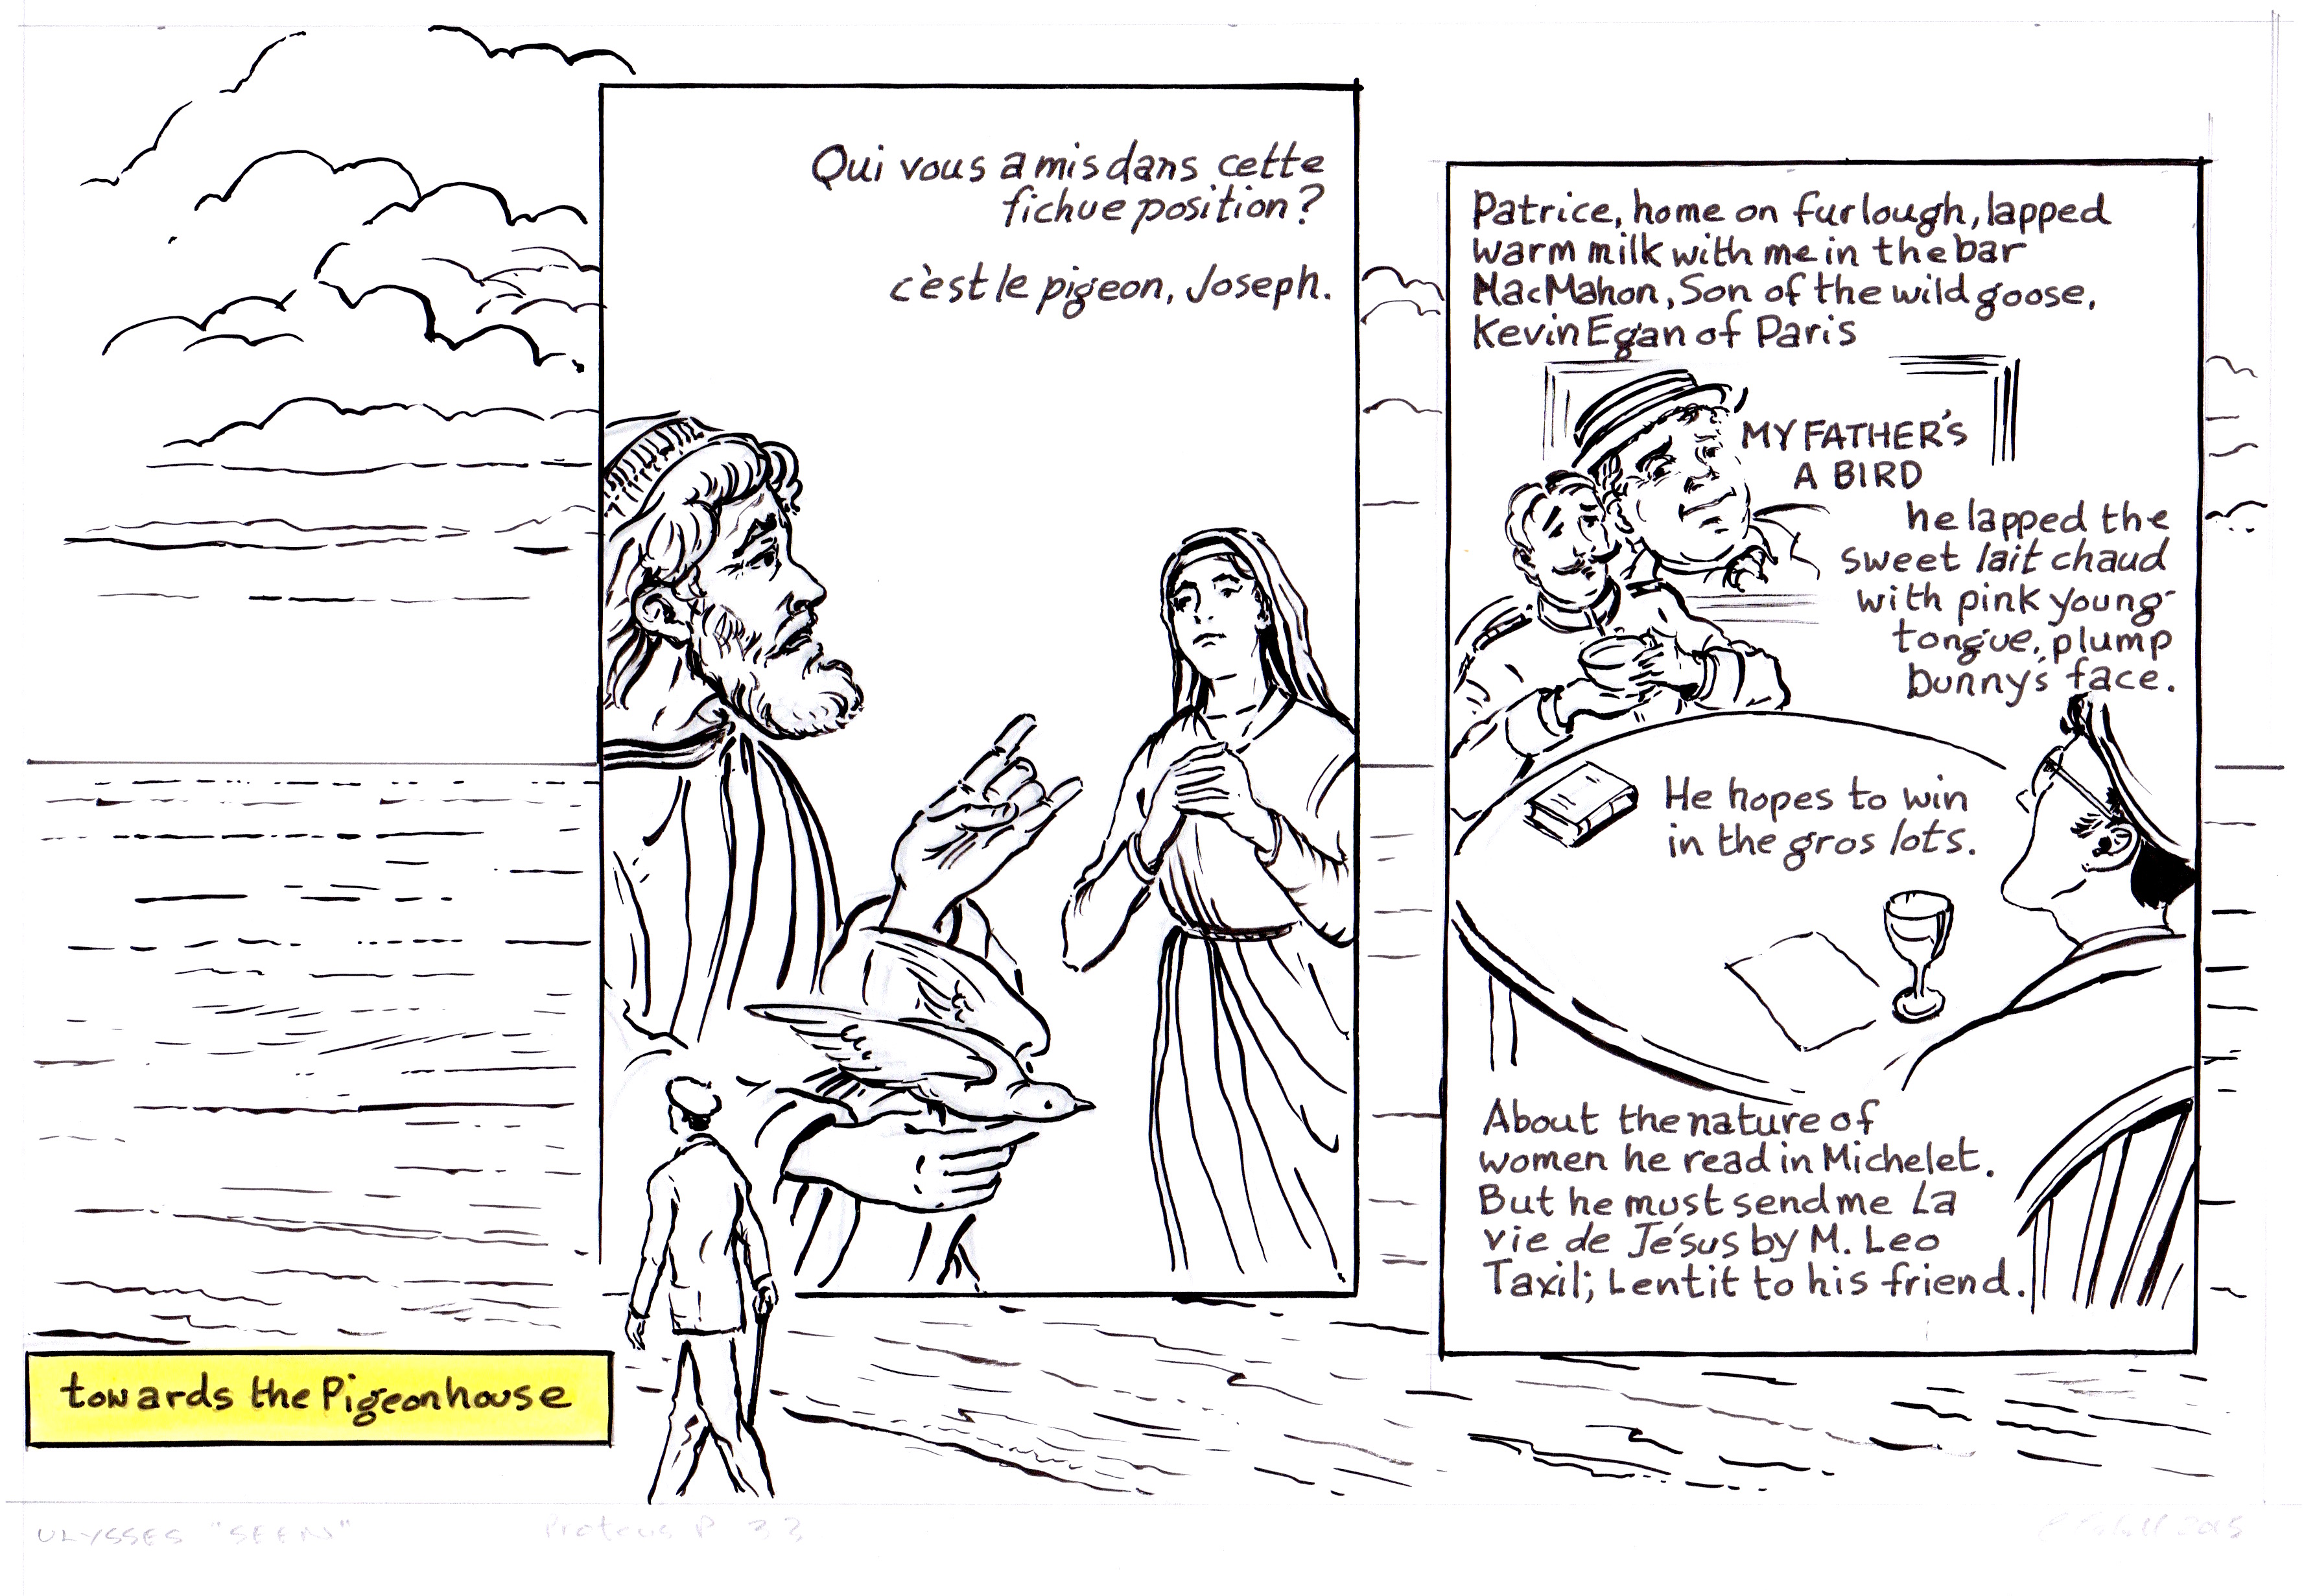 Qui vous a mis dans cette
fichue position?
c'est le pigeon, Joseph.
Patrice, home on furlough, lapped
warm milk with me in the bar
MacMahon, Son of the wild goose,
Kevin Egan of Paris
MY FATHER'S
A BIRD
he lapped the
sweet lait chaud
with pink young
tongue, plump
bunny's face.
He hopes to win
in the gros lots.
About the nature of
women he read in Michelet.
But he must send me La
vie de Jésus by M. Leo
Taxil; Lent it to his friend.
towards the Pigeonhouse
ULYSSES "SEEN"
Proteus P